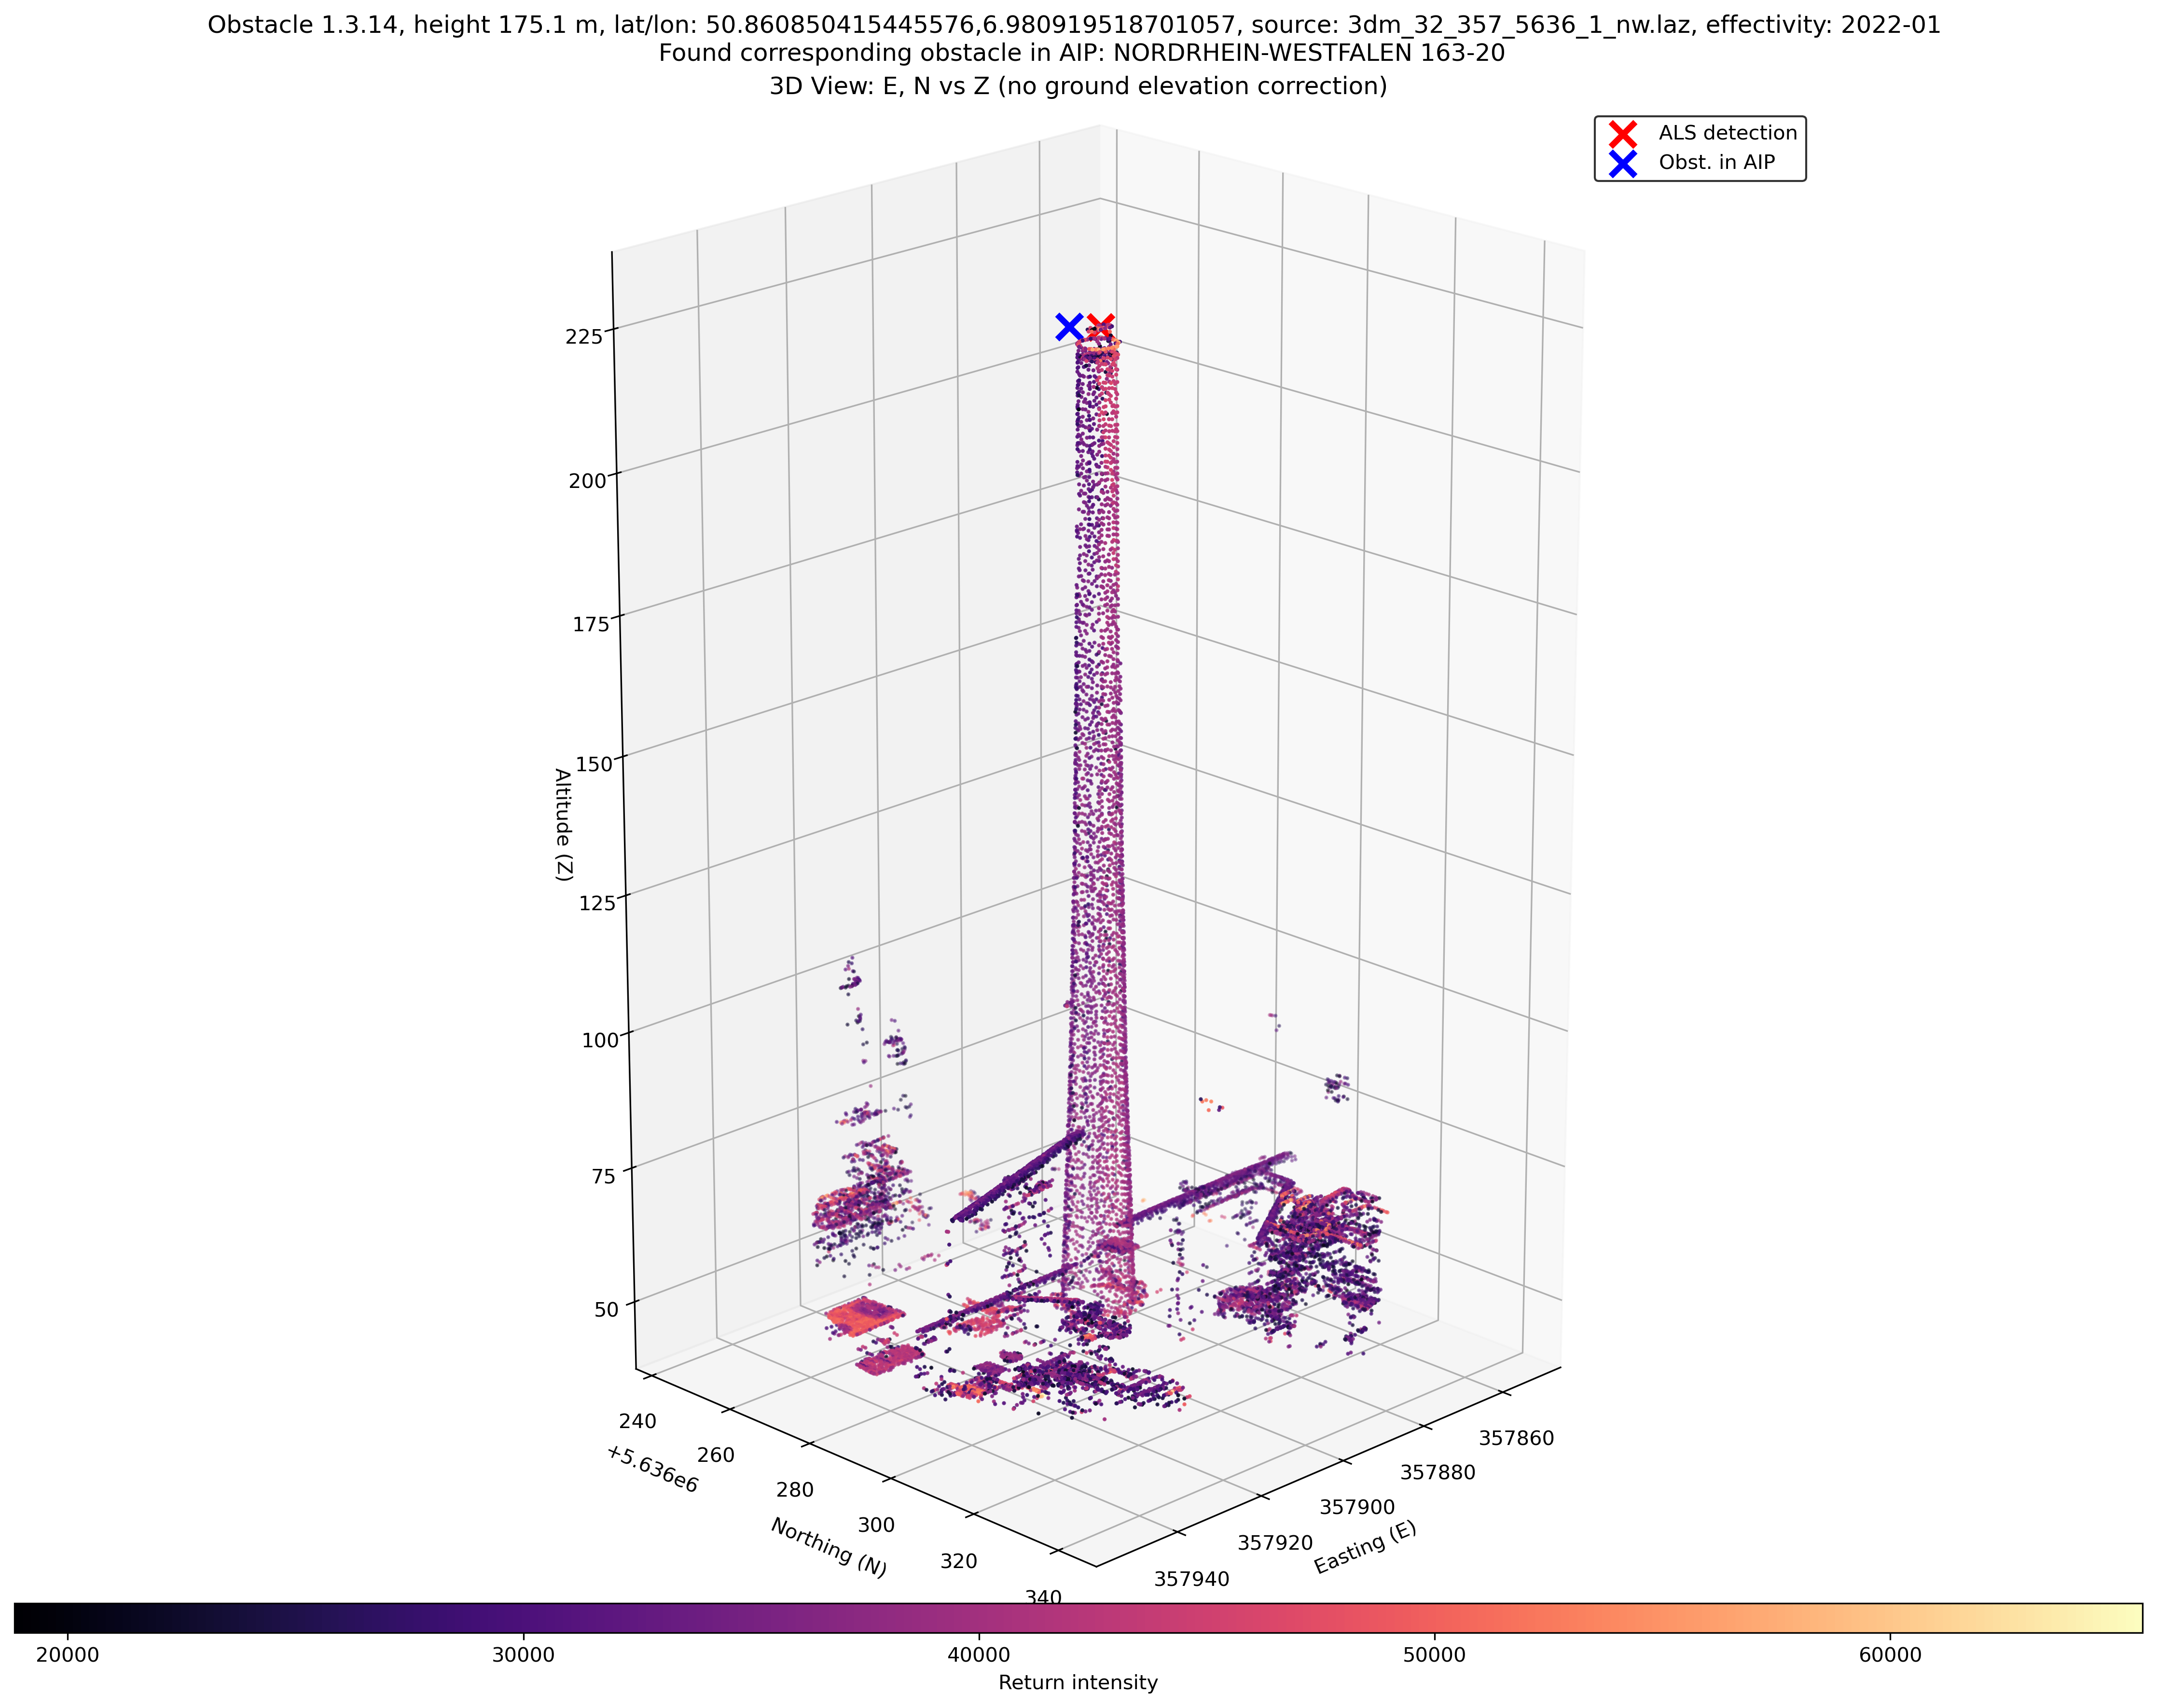 Obstacle 1.3.14, height 175.1 m, lat/lon: 50.860850415445576,6.980919518701057, source: 3dm_32_357_5636_1_nw.laz, effectivity: 2022-01
Found corresponding obstacle in AIP: NORDRHEIN-WESTFALEN 163-20
3D View: E, N vs Z (no ground elevation correction)
ALS detection
Obst. in AIP
225
200
175
150
125
100
75
50
Altitude (Z)
240
260
280
300
320
340
+5.636e6
Northing (N)
357860
357880
357900
357920
357940
Easting (E)
20000
30000
40000
50000
60000
Return intensity